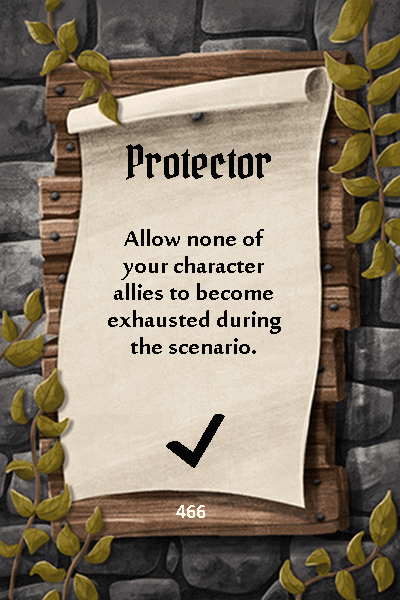 Protector
Allow none of
your character
allies to become
exhausted during
the scenario.
466